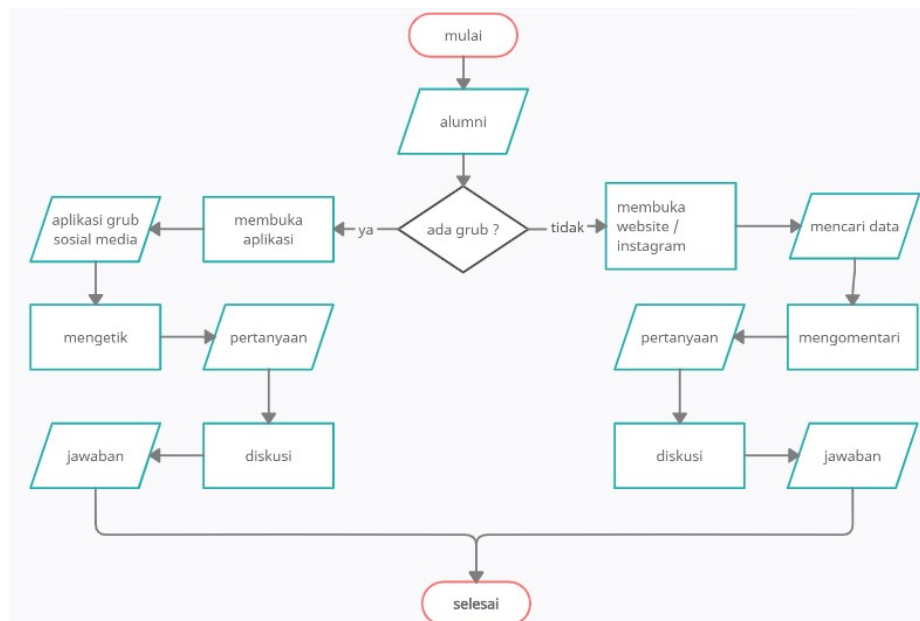 mulai
alumni
ada grub ?
ya
tidak
membuka
aplikasi
aplikasi grub
sosial media
mengetik
pertanyaan
diskusi
jawaban
membuka
website /
instagram
mencari data
mengomentari
pertanyaan
diskusi
jawaban
selesai